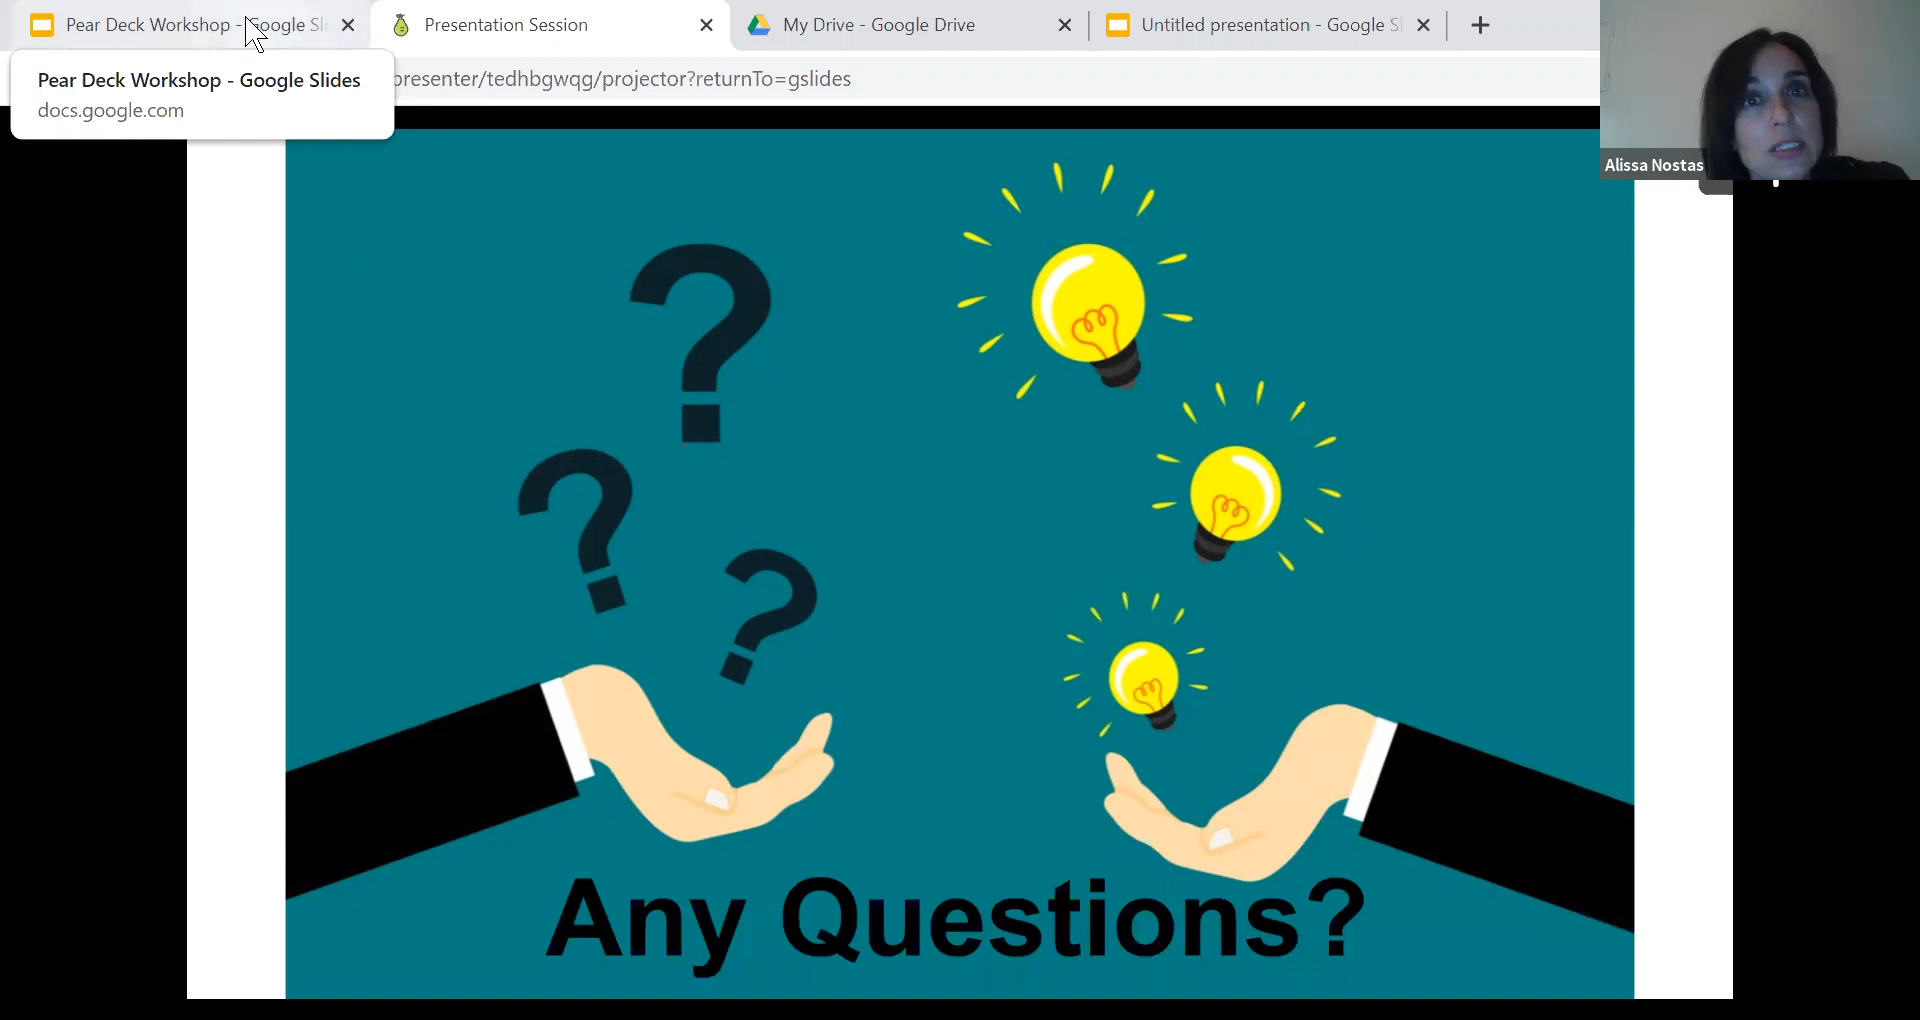 Pear Deck Workshop - Google Sli
Presentation Session
My Drive - Google Drive
Untitled presentation - Google S
Pear Deck Workshop - Google Slides
docs.google.com
presenter/tedhbgwqg/projector?returnTo=gslides
Alissa Nostas
? ? ?
Any Questions?